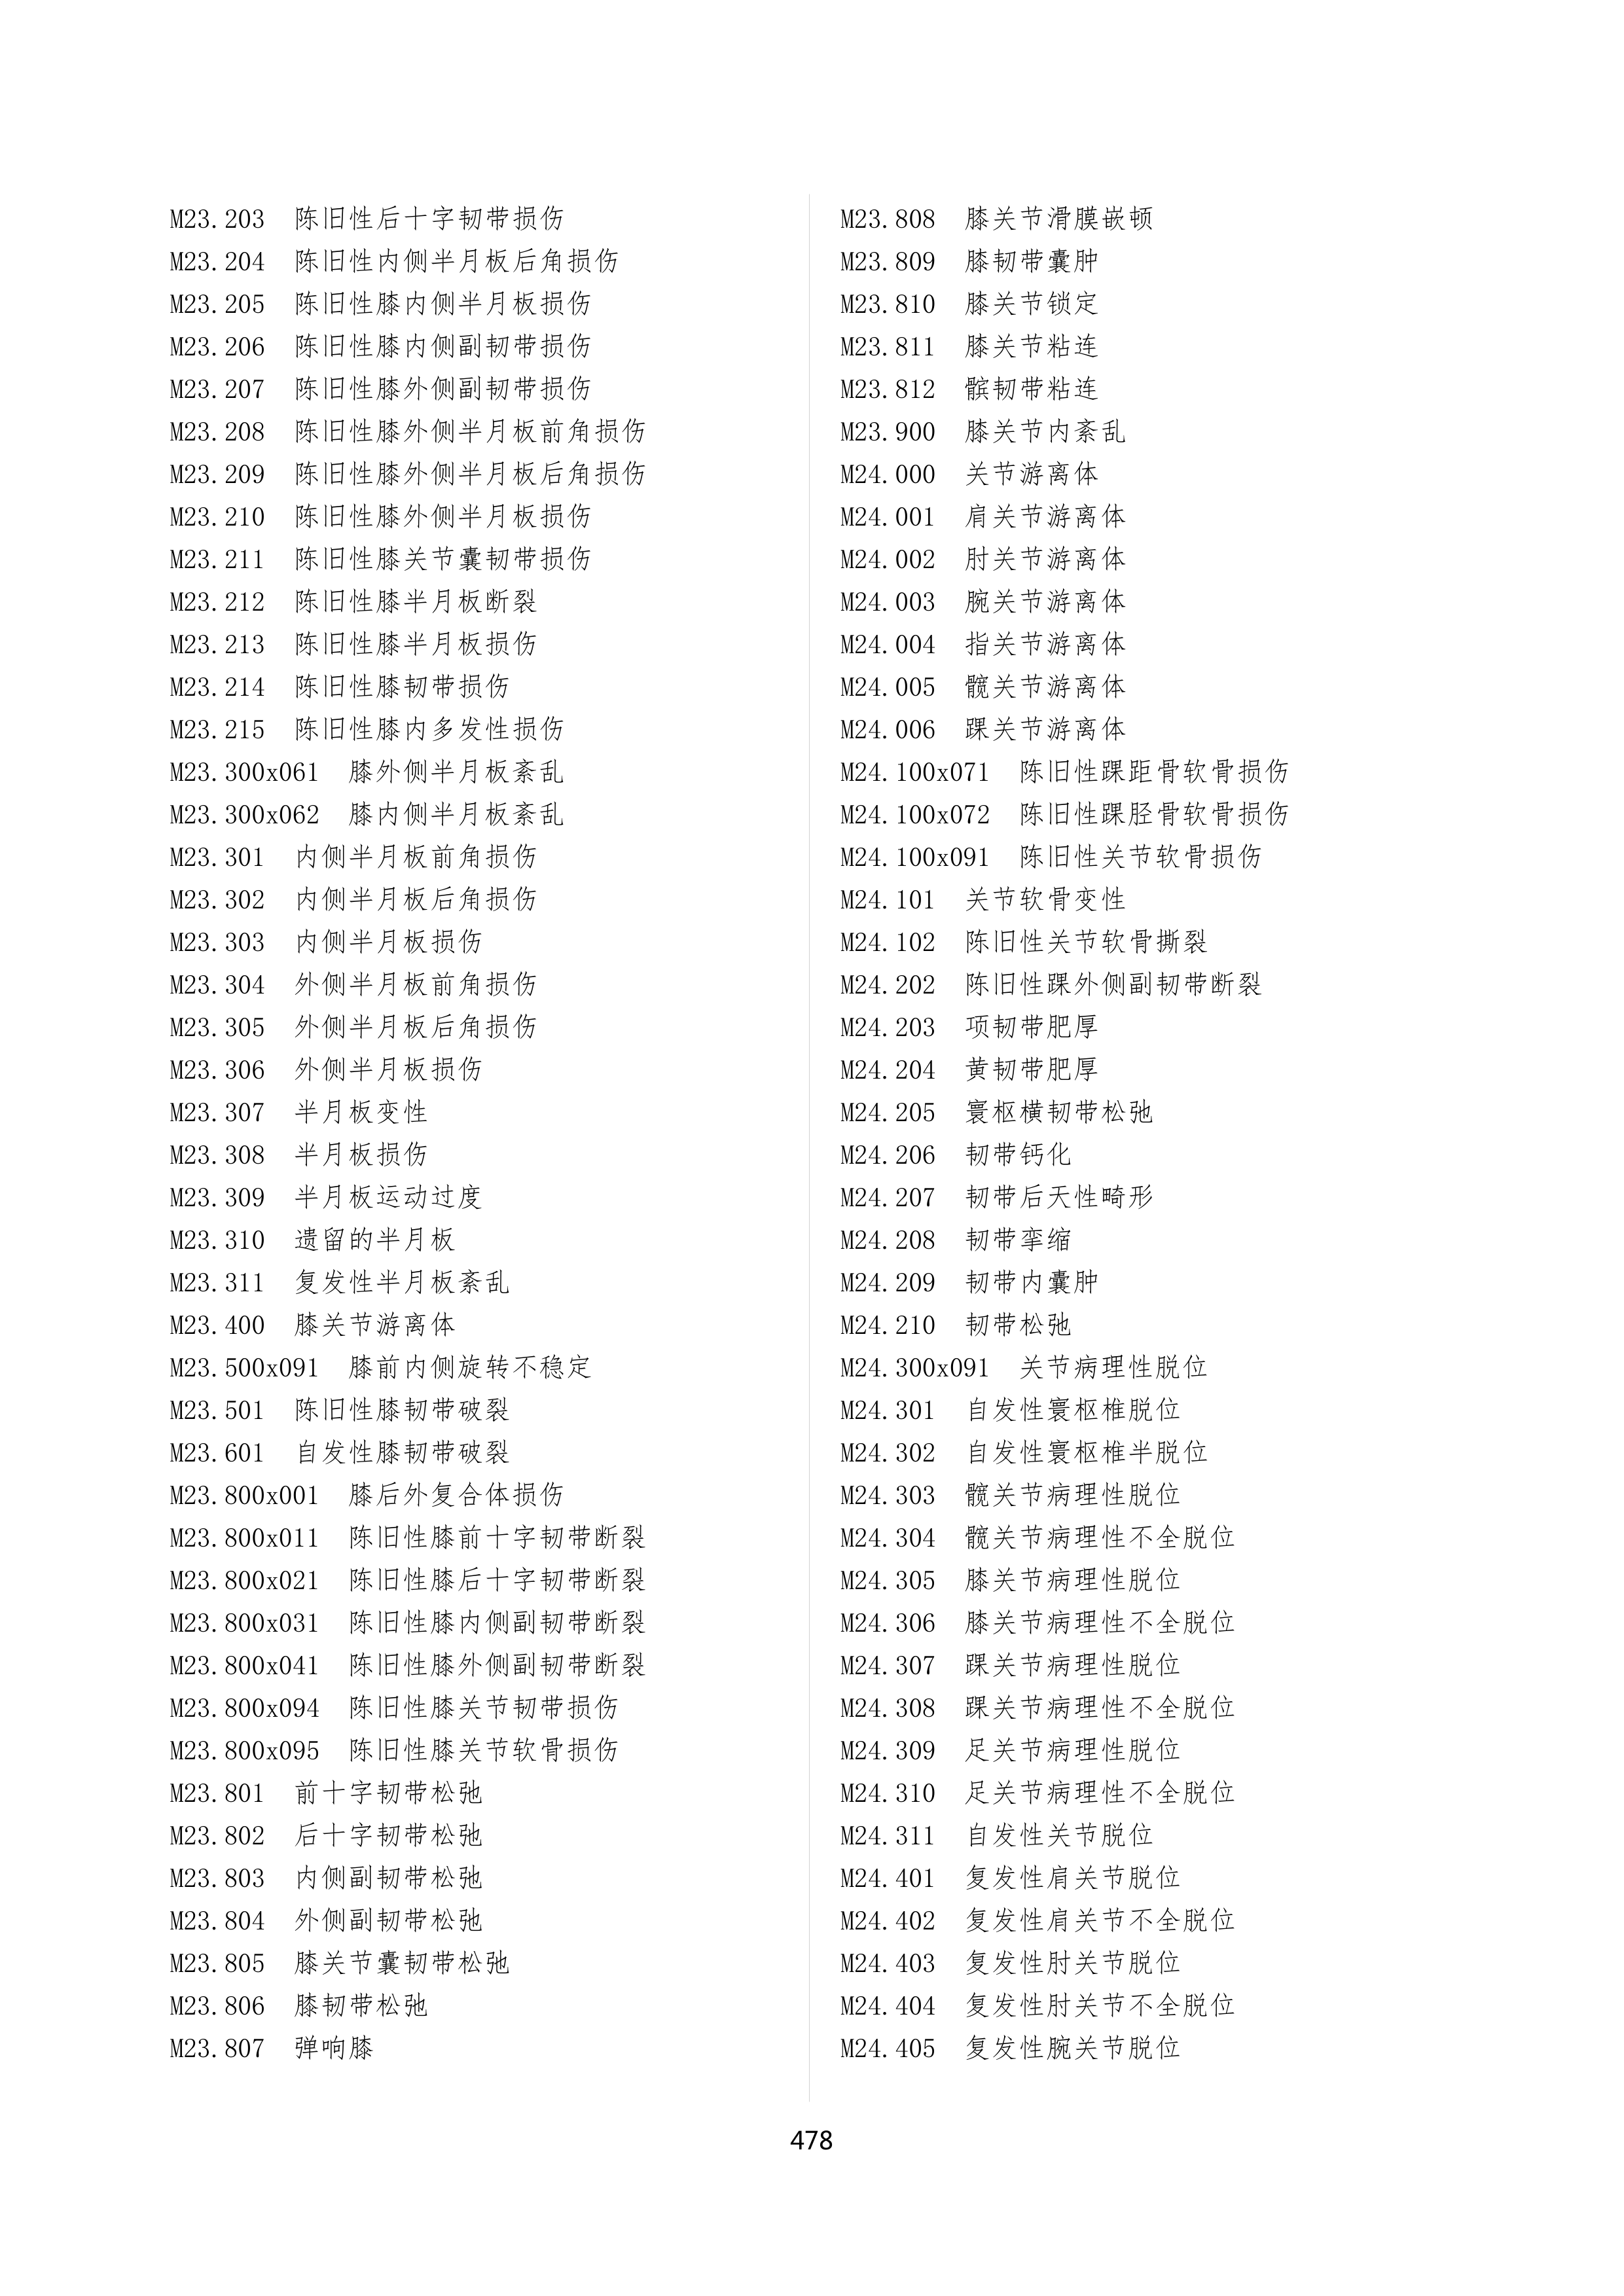 M23.203 陈旧性后十字韧带损伤
M23.204 陈旧性内侧半月板后角损伤
M23.205 陈旧性膝内侧半月板损伤
M23.206 陈旧性膝内侧副韧带损伤
M23.207 陈旧性膝外侧副韧带损伤
M23.208 陈旧性膝外侧半月板前角损伤
M23.209 陈旧性膝外侧半月板后角损伤
M23.210 陈旧性膝外侧半月板损伤
M23.211 陈旧性膝关节囊韧带损伤
M23.212 陈旧性膝半月板断裂
M23.213 陈旧性膝半月板损伤
M23.214 陈旧性膝韧带损伤
M23.215 陈旧性膝内多发性损伤
M23.300x061 膝外侧半月板紊乱
M23.300x062 膝内侧半月板紊乱
M23.301 内侧半月板前角损伤
M23.302 内侧半月板后角损伤
M23.303 内侧半月板损伤
M23.304 外侧半月板前角损伤
M23.305 外侧半月板后角损伤
M23.306 外侧半月板损伤
M23.307 半月板变性
M23.308 半月板损伤
M23.309 半月板运动过度
M23.310 遗留的半月板
M23.311 复发性半月板紊乱
M23.400 膝关节游离体
M23.500x091 膝前内侧旋转不稳定
M23.501 陈旧性膝韧带破裂
M23.601 自发性膝韧带破裂
M23.800x001 膝后外复合体损伤
M23.800x011 陈旧性膝前十字韧带断裂
M23.800x021 陈旧性膝后十字韧带断裂
M23.800x031 陈旧性膝内侧副韧带断裂
M23.800x041 陈旧性膝外侧副韧带断裂
M23.800x094 陈旧性膝关节韧带损伤
M23.800x095 陈旧性膝关节软骨损伤
M23.801 前十字韧带松弛
M23.802 后十字韧带松弛
M23.803 内侧副韧带松弛
M23.804 外侧副韧带松弛
M23.805 膝关节囊韧带松弛
M23.806 膝韧带松弛
M23.807 弹响膝
M23.808 膝关节滑膜嵌顿
M23.809 膝韧带囊肿
M23.810 膝关节锁定
M23.811 膝关节粘连
M23.812 髌韧带粘连
M23.900 膝关节内紊乱
M24.000 关节游离体
M24.001 肩关节游离体
M24.002 肘关节游离体
M24.003 腕关节游离体
M24.004 指关节游离体
M24.005 髋关节游离体
M24.006 踝关节游离体
M24.100x071 陈旧性踝距骨软骨损伤
M24.100x072 陈旧性踝胫骨软骨损伤
M24.100x091 陈旧性关节软骨损伤
M24.101 关节软骨变性
M24.102 陈旧性关节软骨撕裂
M24.202 陈旧性踝外侧副韧带断裂
M24.203 项韧带肥厚
M24.204 黄韧带肥厚
M24.205 寰枢横韧带松弛
M24.206 韧带钙化
M24.207 韧带后天性畸形
M24.208 韧带挛缩
M24.209 韧带内囊肿
M24.210 韧带松弛
M24.300x091 关节病理性脱位
M24.301 自发性寰枢椎脱位
M24.302 自发性寰枢椎半脱位
M24.303 髋关节病理性脱位
M24.304 髋关节病理性不全脱位
M24.305 膝关节病理性脱位
M24.306 膝关节病理性不全脱位
M24.307 踝关节病理性脱位
M24.308 踝关节病理性不全脱位
M24.309 足关节病理性脱位
M24.310 足关节病理性不全脱位
M24.311 自发性关节脱位
M24.401 复发性肩关节脱位
M24.402 复发性肩关节不全脱位
M24.403 复发性肘关节脱位
M24.404 复发性肘关节不全脱位
M24.405 复发性腕关节脱位
478